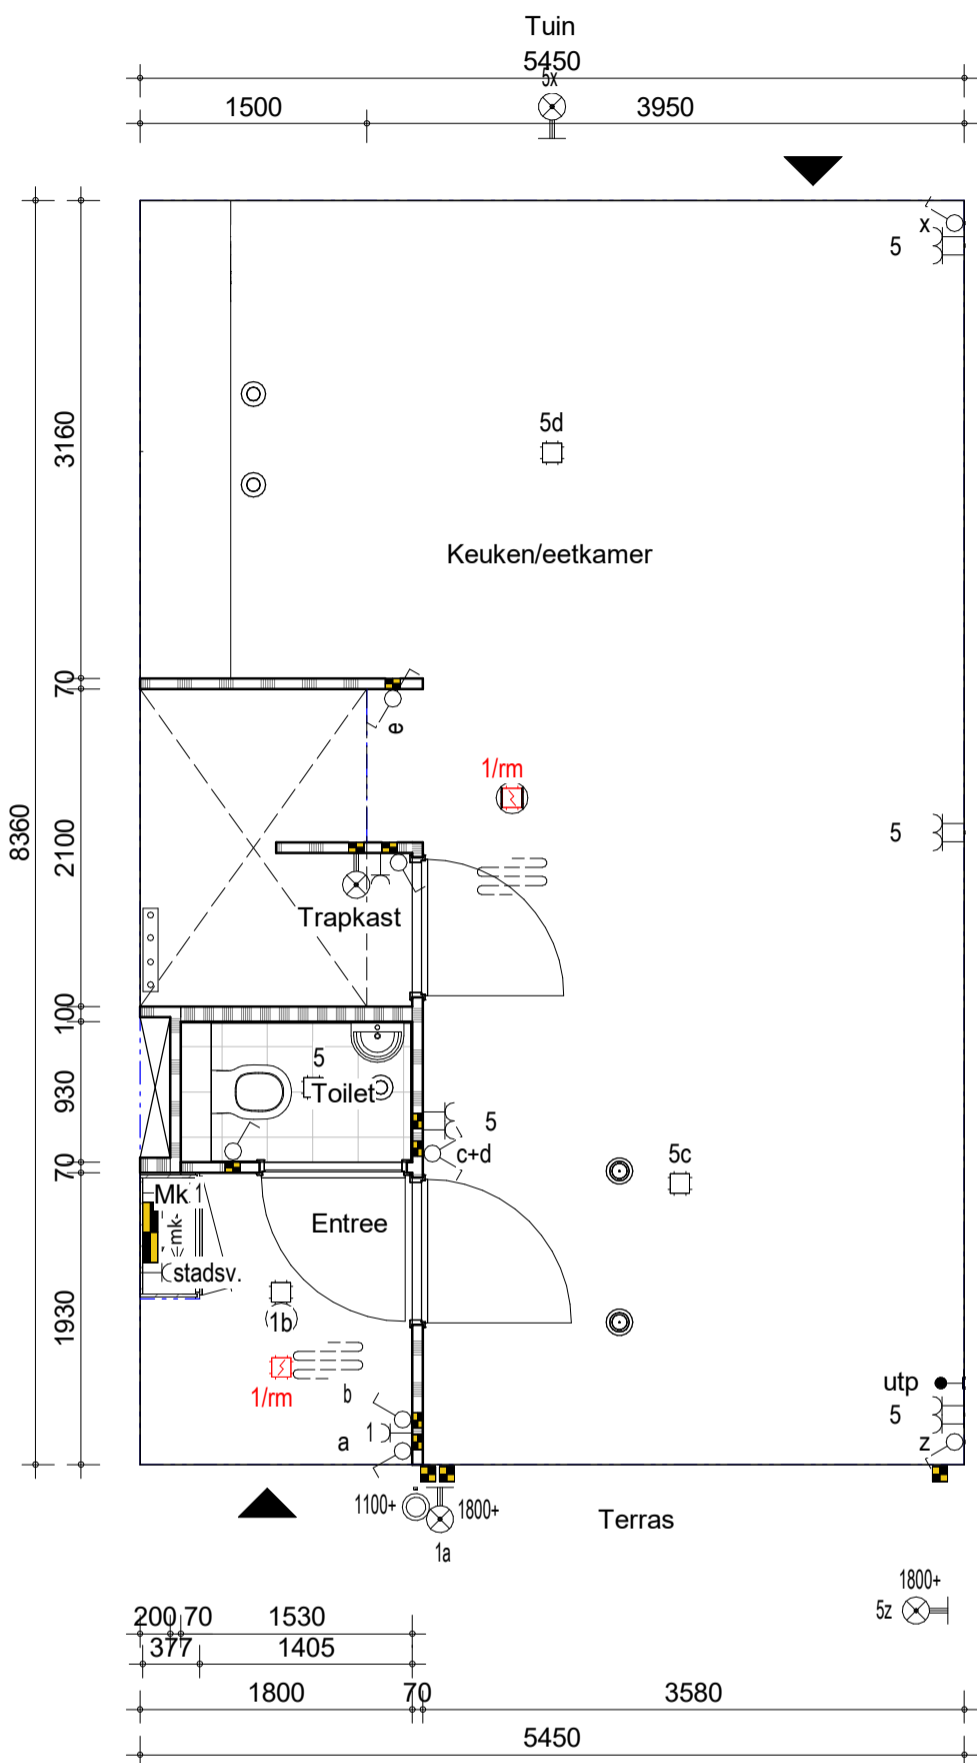 Tuin
5450
5x
1500
3950
x
5
3160
5d
Keuken/eetkamer
70
e
1/rm
8360
2100
5
Trapkast
100
5
930
Toilet
5
c+d
5c
70
Mk 1
mk-
Entree
stadsv.
1930
1b
1/rm
b
utp
5
a
1
z
1100+
1800+
Terras
1a
1800+
5z
200
70
1530
377
1405
1800
70
3580
5450